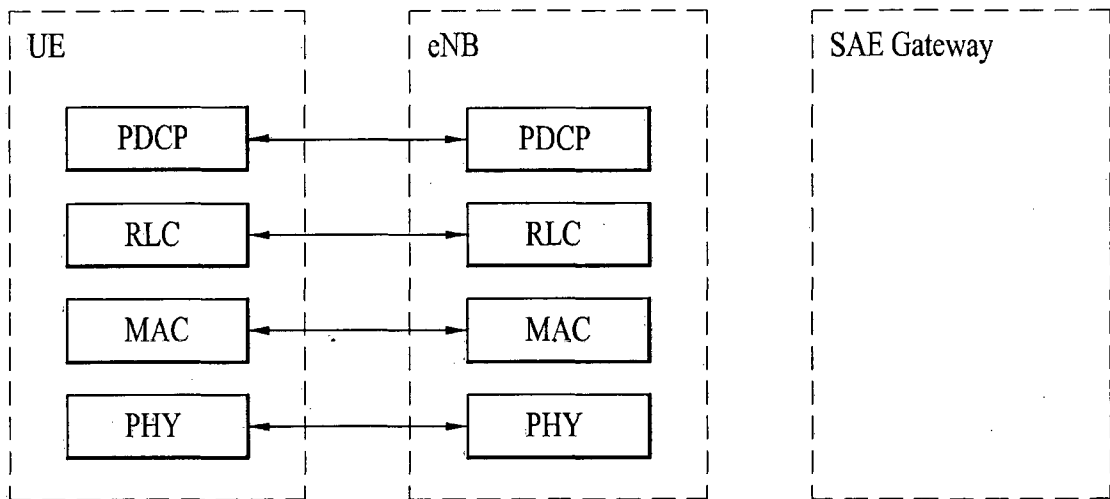 UE
eNB
SAE Gateway
PDCP
PDCP
RLC
RLC
MAC
MAC
PHY
PHY